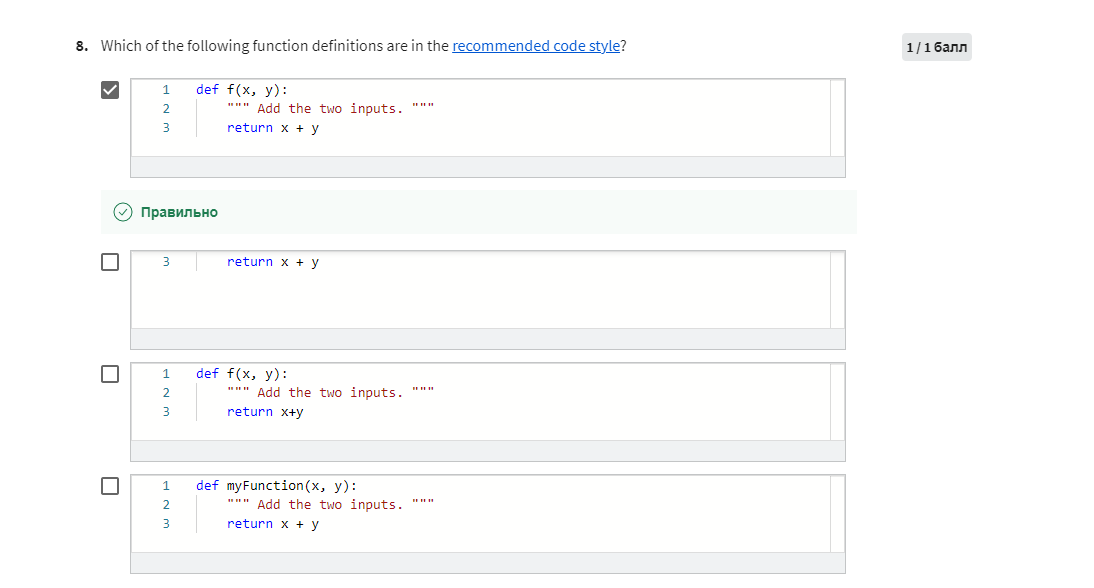 8. Which of the following function definitions are in the recommended code style?
1 / 1 балл
1 def f(x, y):
2 """ Add the two inputs. """
3 return x + y
Правильно
3 return x + y
1 def f(x, y):
2 """ Add the two inputs. """
3 return x+y
1 def myFunction(x, y):
2 """ Add the two inputs. """
3 return x + y